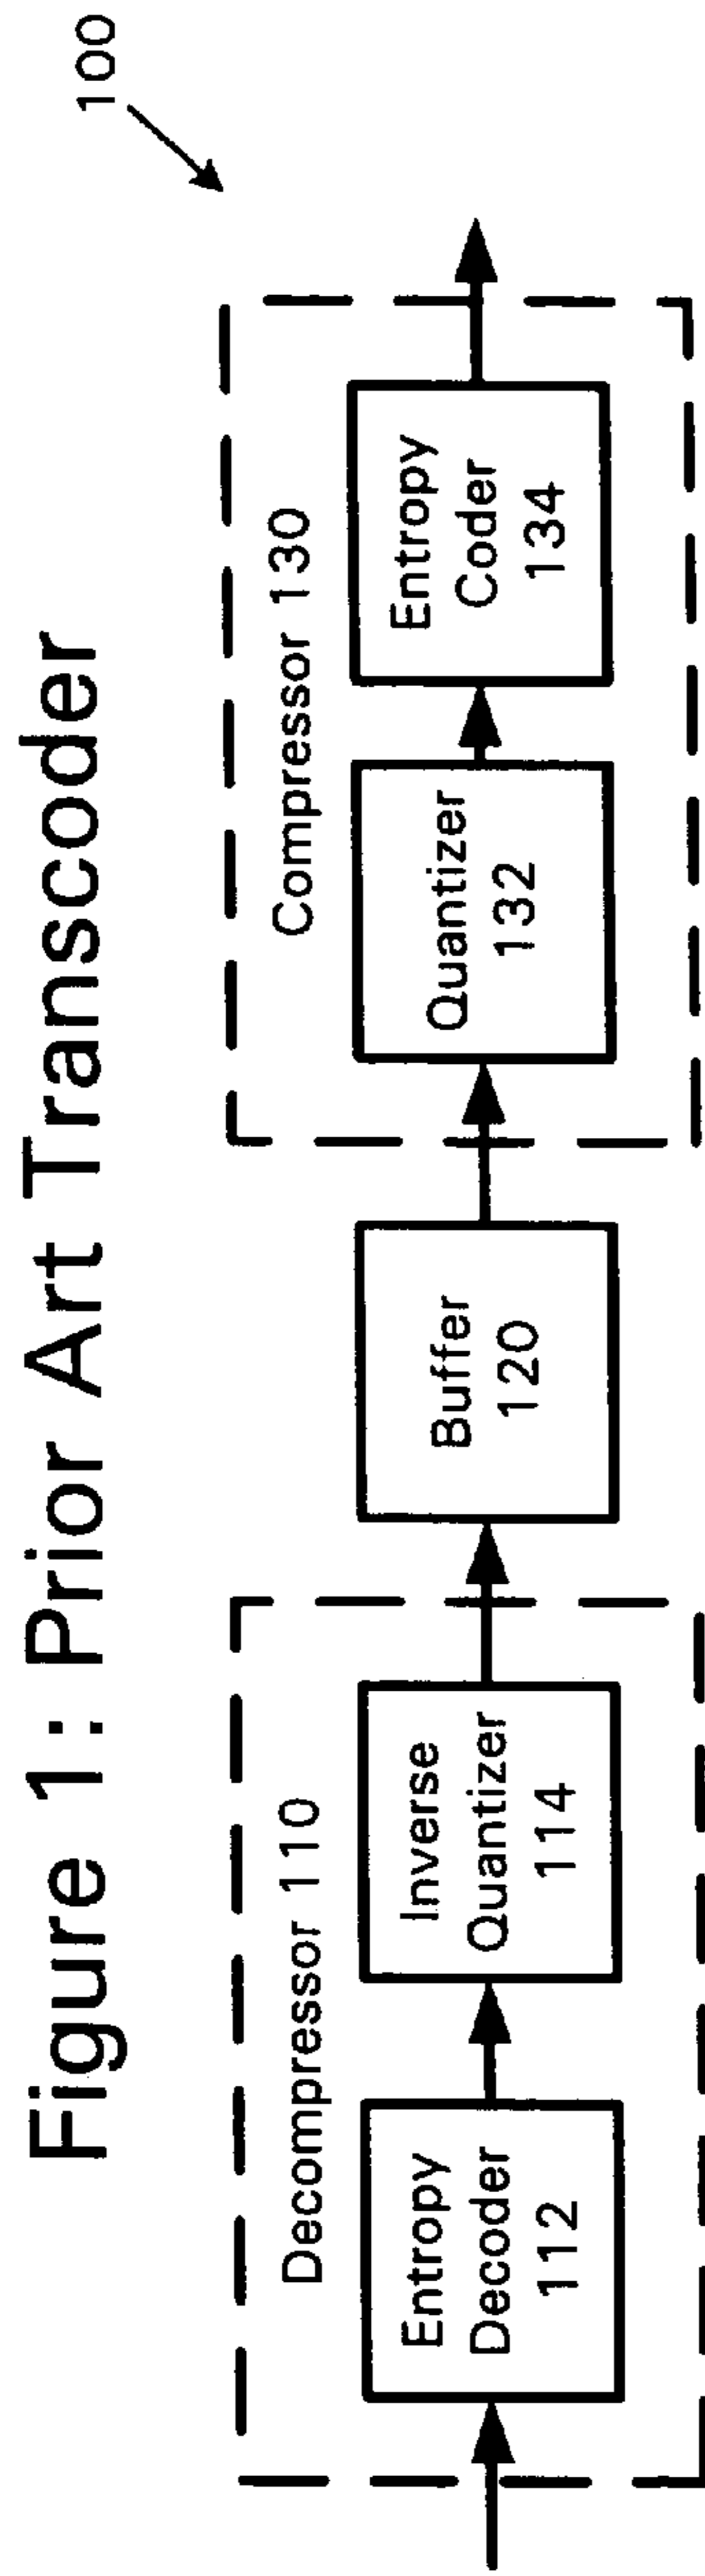 Figure 1: Prior Art Transcoder
100
Decompressor 110
Entropy
Decoder
112
Inverse
Quantizer
114
Buffer
120
Compressor 130
Quantizer
132
Entropy
Coder
134